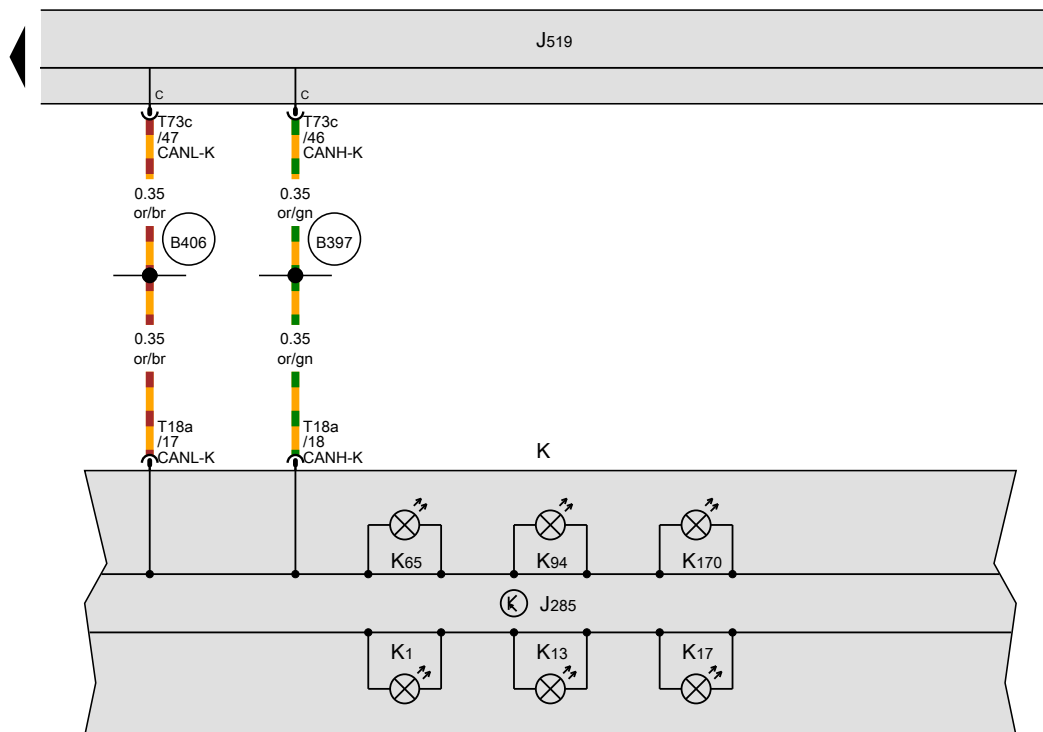 J519
C
C
T73c
/47
CANL-K
T73c
/46
CANH-K
0.35
or/br
0.35
or/gn
B406
B397
0.35
or/br
0.35
or/gn
T18a
/17
CANL-K
T18a
/18
CANH-K
K
K65
K94
K170
J285
K1
K13
K17